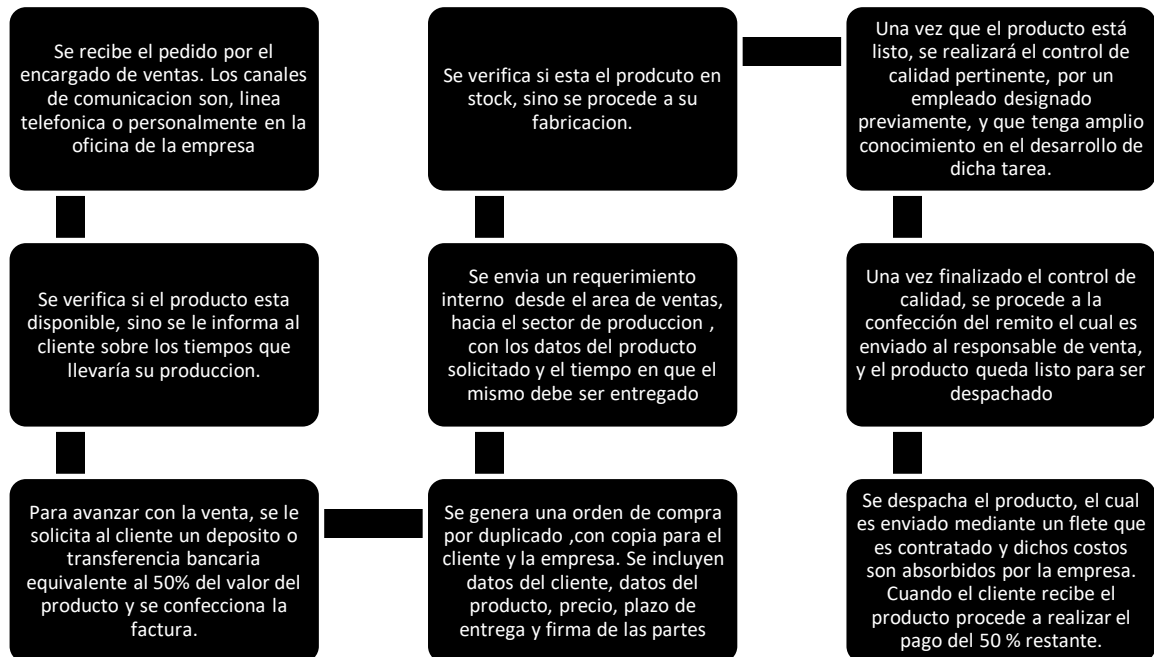 Se recibe el pedido por el
encargado de ventas. Los canales
de comunicacion son, linea
telefonica o personalmente en la
oficina de la empresa
Se verifica si el producto esta
disponible, sino se le informa al
cliente sobre los tiempos que
llevaría su produccion.
Para avanzar con la venta, se le
solicita al cliente un deposito o
transferencia bancaria
equivalente al 50% del valor del
producto y se confecciona la
factura.
Se genera una orden de compra
por duplicado ,con copia para el
cliente y la empresa. Se incluyen
datos del cliente, datos del
producto, precio, plazo de
entrega y firma de las partes
Se envia un requerimiento
interno desde el area de ventas,
hacia el sector de produccion ,
con los datos del producto
solicitado y el tiempo en que el
mismo debe ser entregado
Se verifica si esta el prodcuto en
stock, sino se procede a su
fabricacion.
Una vez que el producto está
listo, se realizará el control de
calidad pertinente, por un
empleado designado
previamente, y que tenga amplio
conocimiento en el desarrollo de
dicha tarea.
Una vez finalizado el control de
calidad, se procede a la
confección del remito el cual es
enviado al responsable de venta,
y el producto queda listo para ser
despachado
Se despacha el producto, el cual
es enviado mediante un flete que
es contratado y dichos costos
son absorbidos por la empresa.
Cuando el cliente recibe el
producto procede a realizar el
pago del 50 % restante.